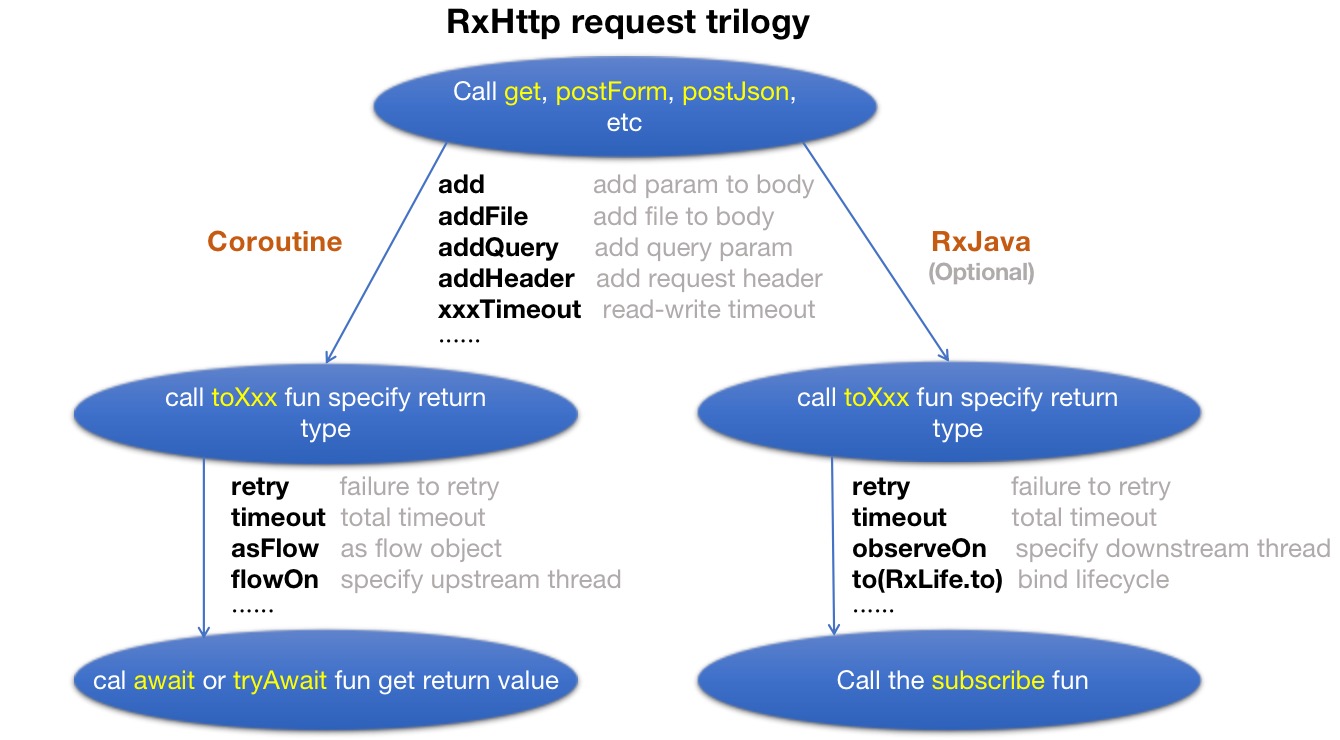 RxHttp request trilogy
Call get, postForm, postJson,
etc
add add param to body
addFile add file to body
addQuery add query param
addHeader add request header
xxxTimeout read-write timeout
......
Coroutine
RxJava
(Optional)
call toXxx fun specify return
type
call toXxx fun specify return
type
retry failure to retry
timeout total timeout
asFlow as flow object
flowOn specify upstream thread
......
retry failure to retry
timeout total timeout
observeOn specify downstream thread
to(RxLife.to) bind lifecycle
......
cal await or tryAwait fun get return value
Call the subscribe fun